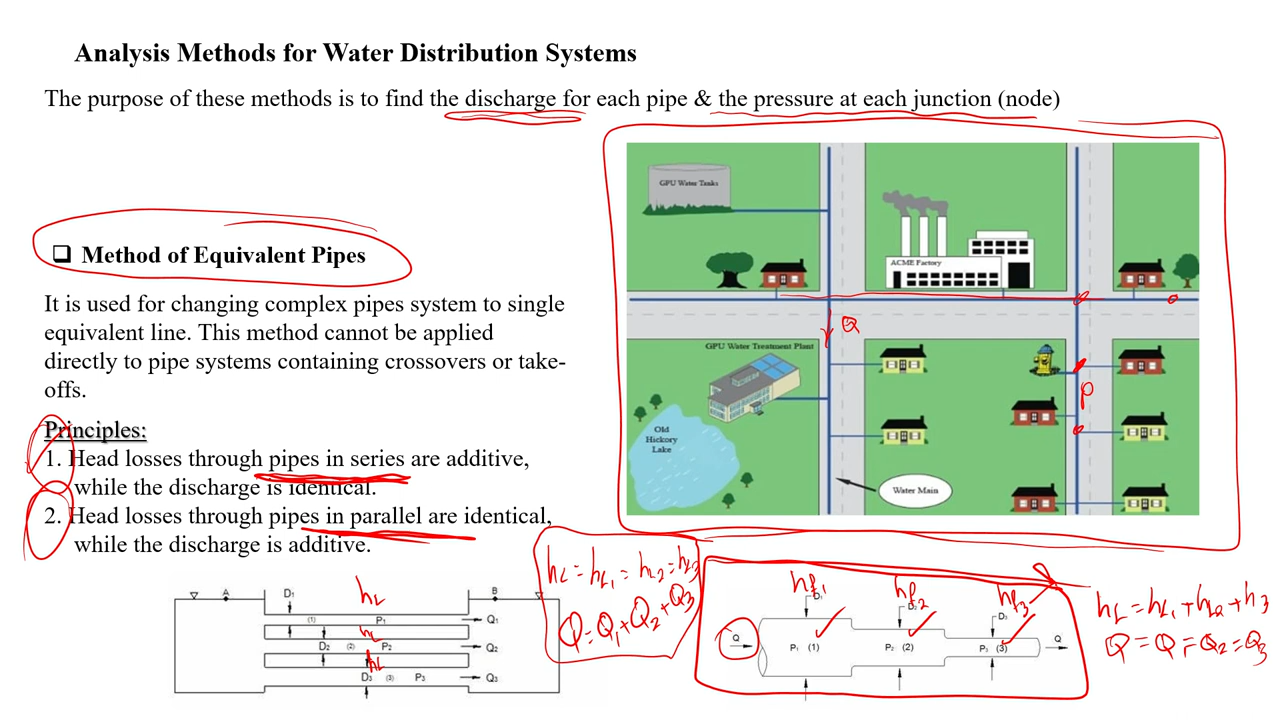 Analysis Methods for Water Distribution Systems
The purpose of these methods is to find the discharge for each pipe & the pressure at each junction (node)
GPU Water Tanks
ACME Factory
Q
GPU Water Treatment Plant
P
Old
Hickory
Lake
Water Main
❑ Method of Equivalent Pipes
It is used for changing complex pipes system to single
equivalent line. This method cannot be applied
directly to pipe systems containing crossovers or take-
offs.
Principles:
1. Head losses through pipes in series are additive,
while the discharge is identical.
2. Head losses through pipes in parallel are identical,
while the discharge is additive.
A D₁ hL B
(1) P₁ Q₁
hL
D₂ (2) P₂ Q₂
hL
D₃ (3) P₃ Q₃
hL = hL₁ = hL₂ = hL₃
Q = Q₁ + Q₂ + Q₃
hf₁ hf₂ hf₃
D₁ D₂ D₃
Q P₁ (1) P₂ (2) P₃ (3) Q
hL = hL₁ + hL₂ + h₃
Q = Q₁ = Q₂ = Q₃